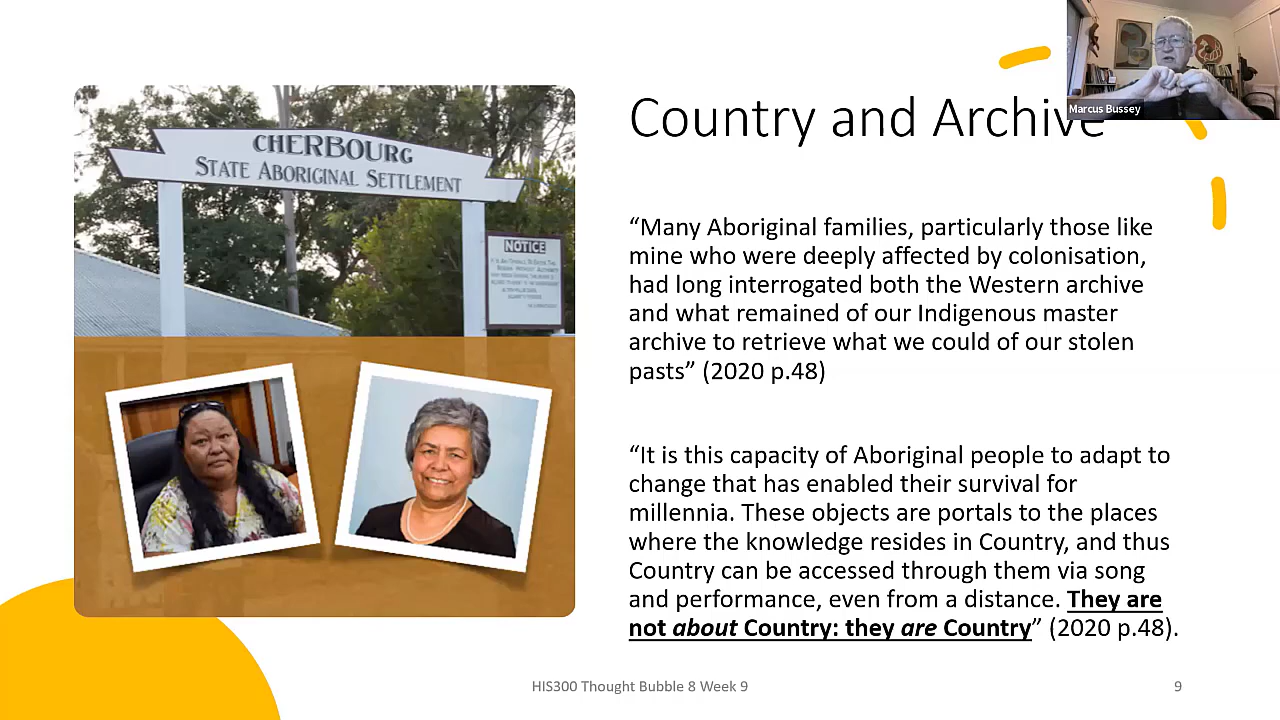 Marcus Bussey
Country and Archive
CHERBOURG
STATE ABORIGINAL SETTLEMENT
NOTICE
“Many Aboriginal families, particularly those like
mine who were deeply affected by colonisation,
had long interrogated both the Western archive
and what remained of our Indigenous master
archive to retrieve what we could of our stolen
pasts” (2020 p.48)
“It is this capacity of Aboriginal people to adapt to
change that has enabled their survival for
millennia. These objects are portals to the places
where the knowledge resides in Country, and thus
Country can be accessed through them via song
and performance, even from a distance. They are
not about Country: they are Country” (2020 p.48).
HIS300 Thought Bubble 8 Week 9
9